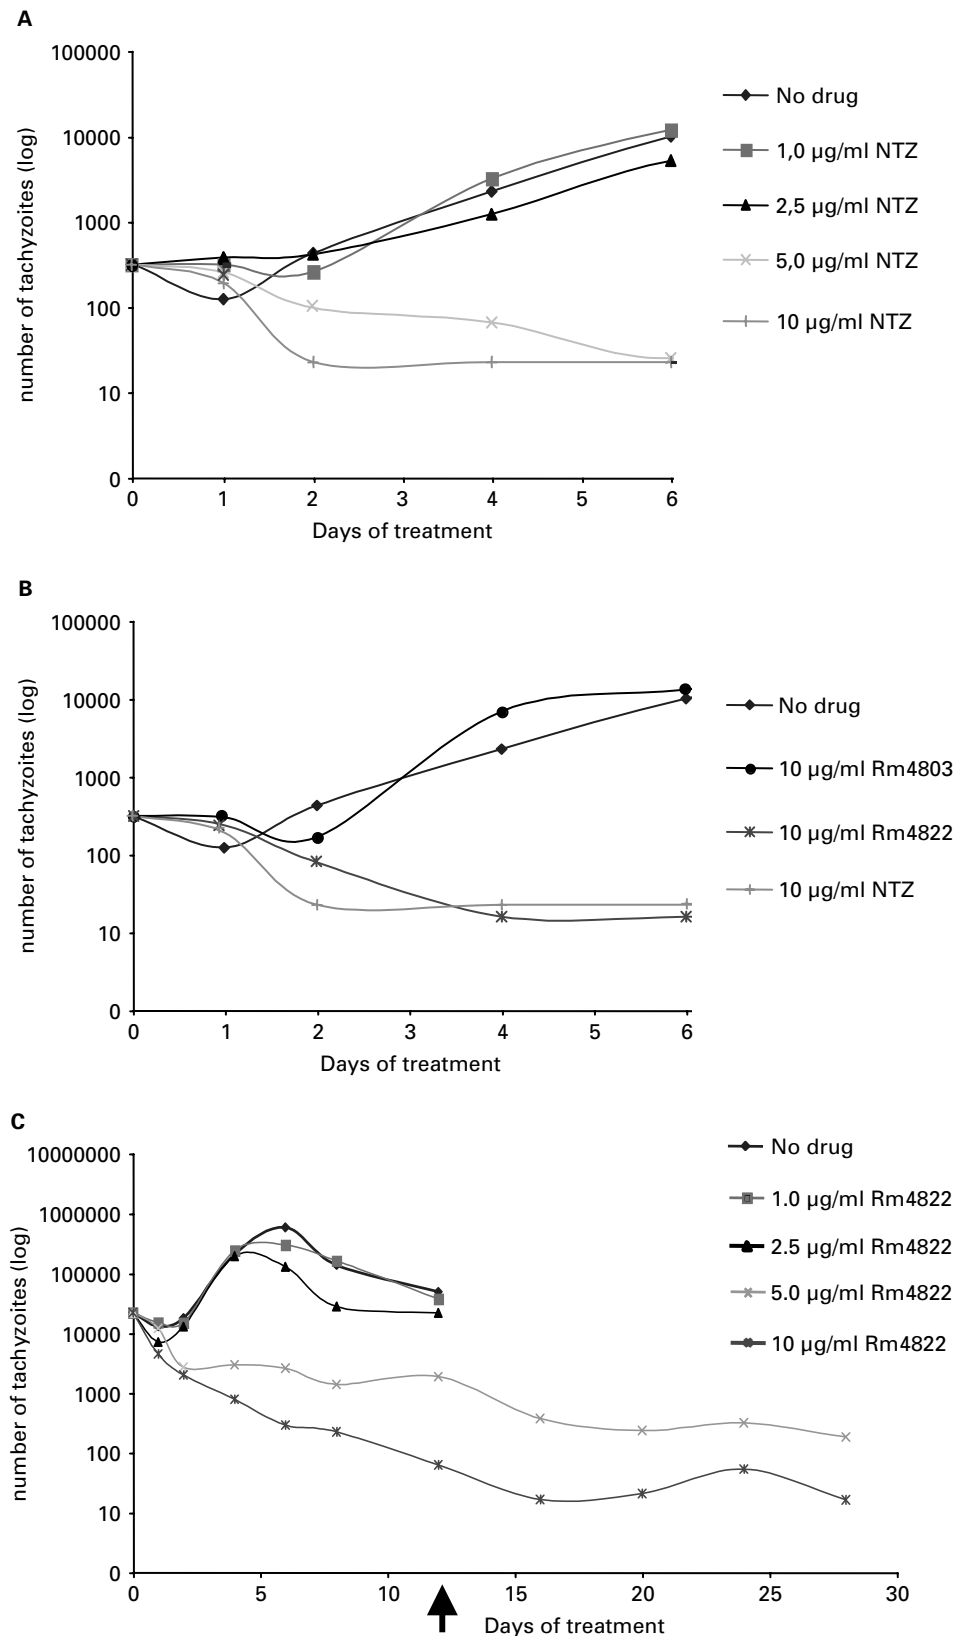 A
100000
10000
1000
100
10
0
number of tachyzoites (log)
0 1 2 3 4 5 6
Days of treatment
No drug
1,0 µg/ml NTZ
2,5 µg/ml NTZ
5,0 µg/ml NTZ
10 µg/ml NTZ
B
100000
10000
1000
100
10
0
number of tachyzoites (log)
0 1 2 3 4 5 6
Days of treatment
No drug
10 µg/ml Rm4803
10 µg/ml Rm4822
10 µg/ml NTZ
C
10000000
1000000
100000
10000
1000
100
10
0
number of tachyzoites (log)
0 5 10 15 20 25 30
Days of treatment
No drug
1.0 µg/ml Rm4822
2.5 µg/ml Rm4822
5.0 µg/ml Rm4822
10 µg/ml Rm4822